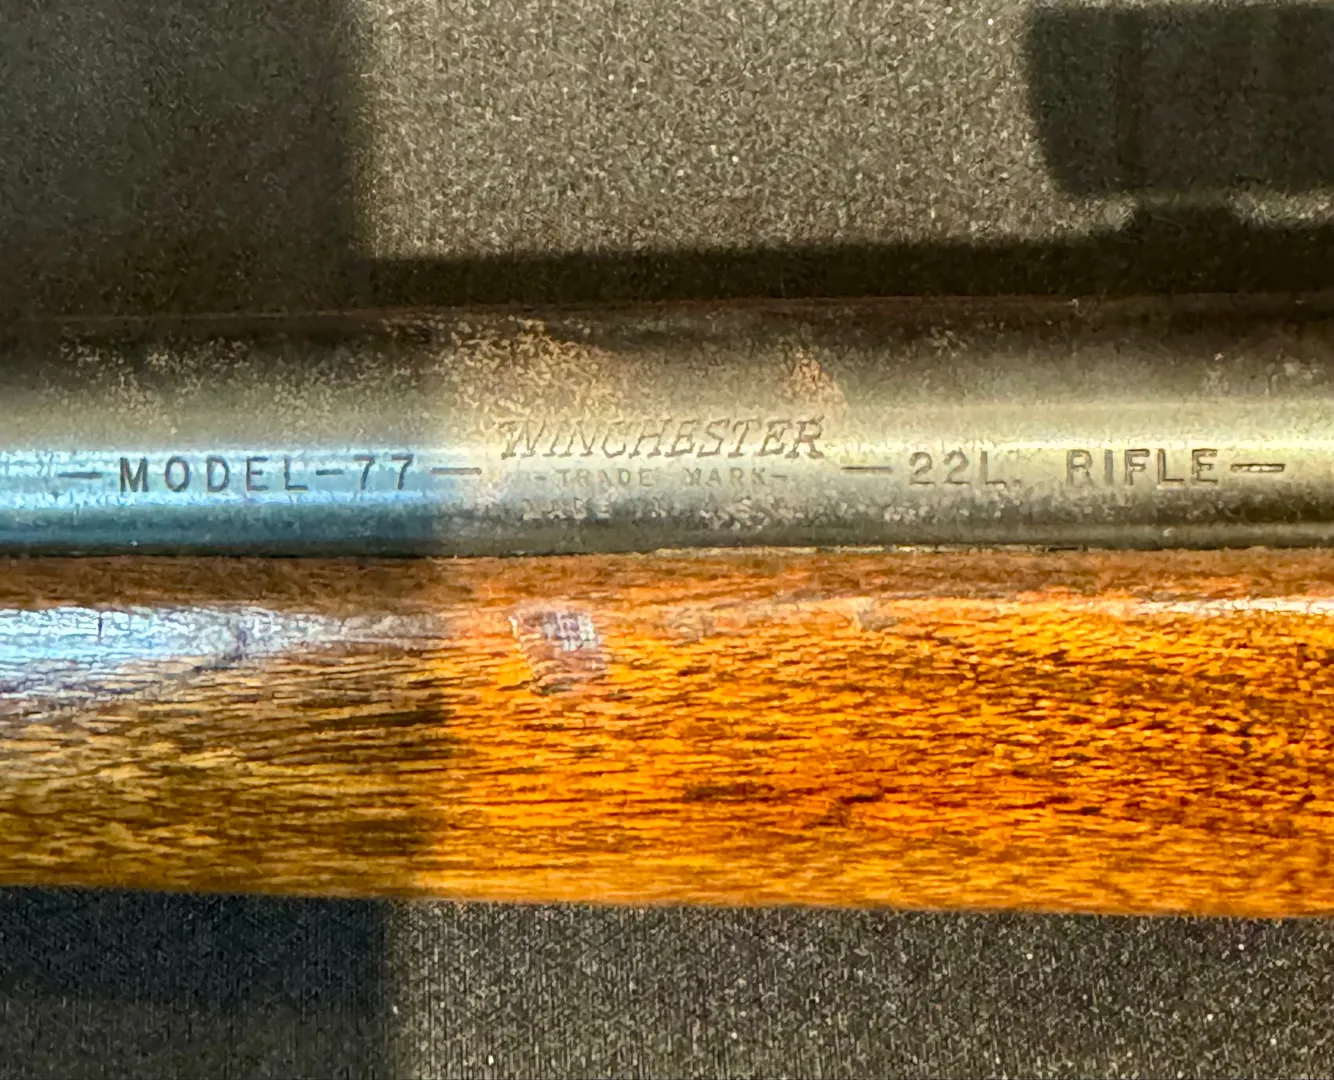 —MODEL-77— WINCHESTER —22L. RIFLE—
-TRADE MARK-